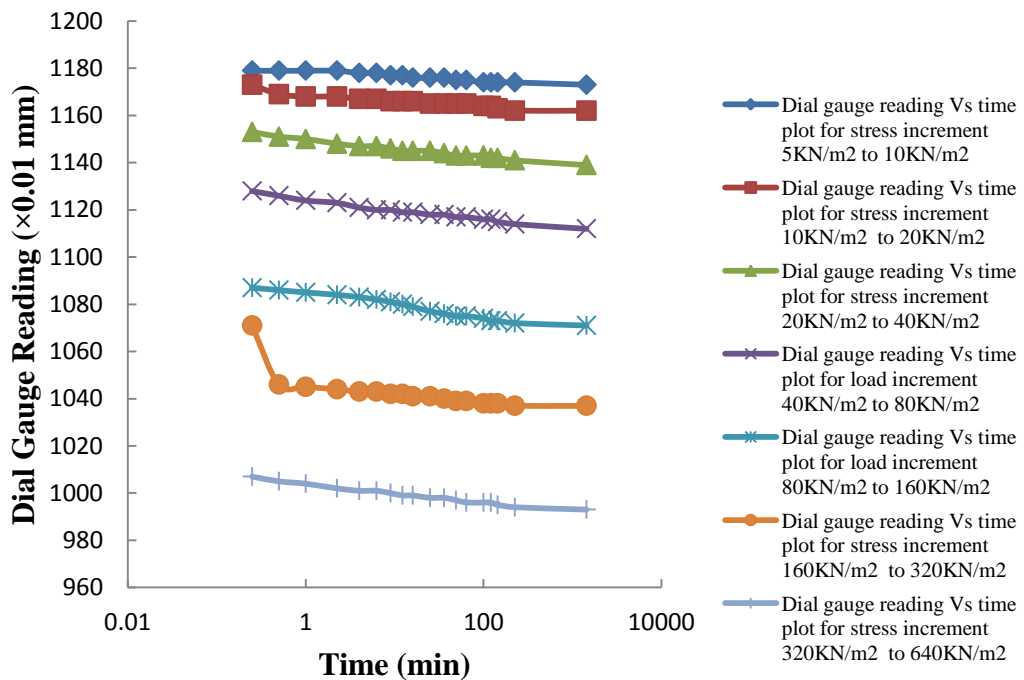 1200
1180
1160
1140
1120
1100
1080
1060
1040
1020
1000
980
960
Dial Gauge Reading (×0.01 mm)
0.01
1
100
10000
Time (min)
Dial gauge reading Vs time
plot for stress increment
5KN/m2 to 10KN/m2
Dial gauge reading Vs time
plot for stress increment
10KN/m2 to 20KN/m2
Dial gauge reading Vs time
plot for stress increment
20KN/m2 to 40KN/m2
Dial gauge reading Vs time
plot for load increment
40KN/m2 to 80KN/m2
Dial gauge reading Vs time
plot for load increment
80KN/m2 to 160KN/m2
Dial gauge reading Vs time
plot for stress increment
160KN/m2 to 320KN/m2
Dial gauge reading Vs time
plot for stress increment
320KN/m2 to 640KN/m2